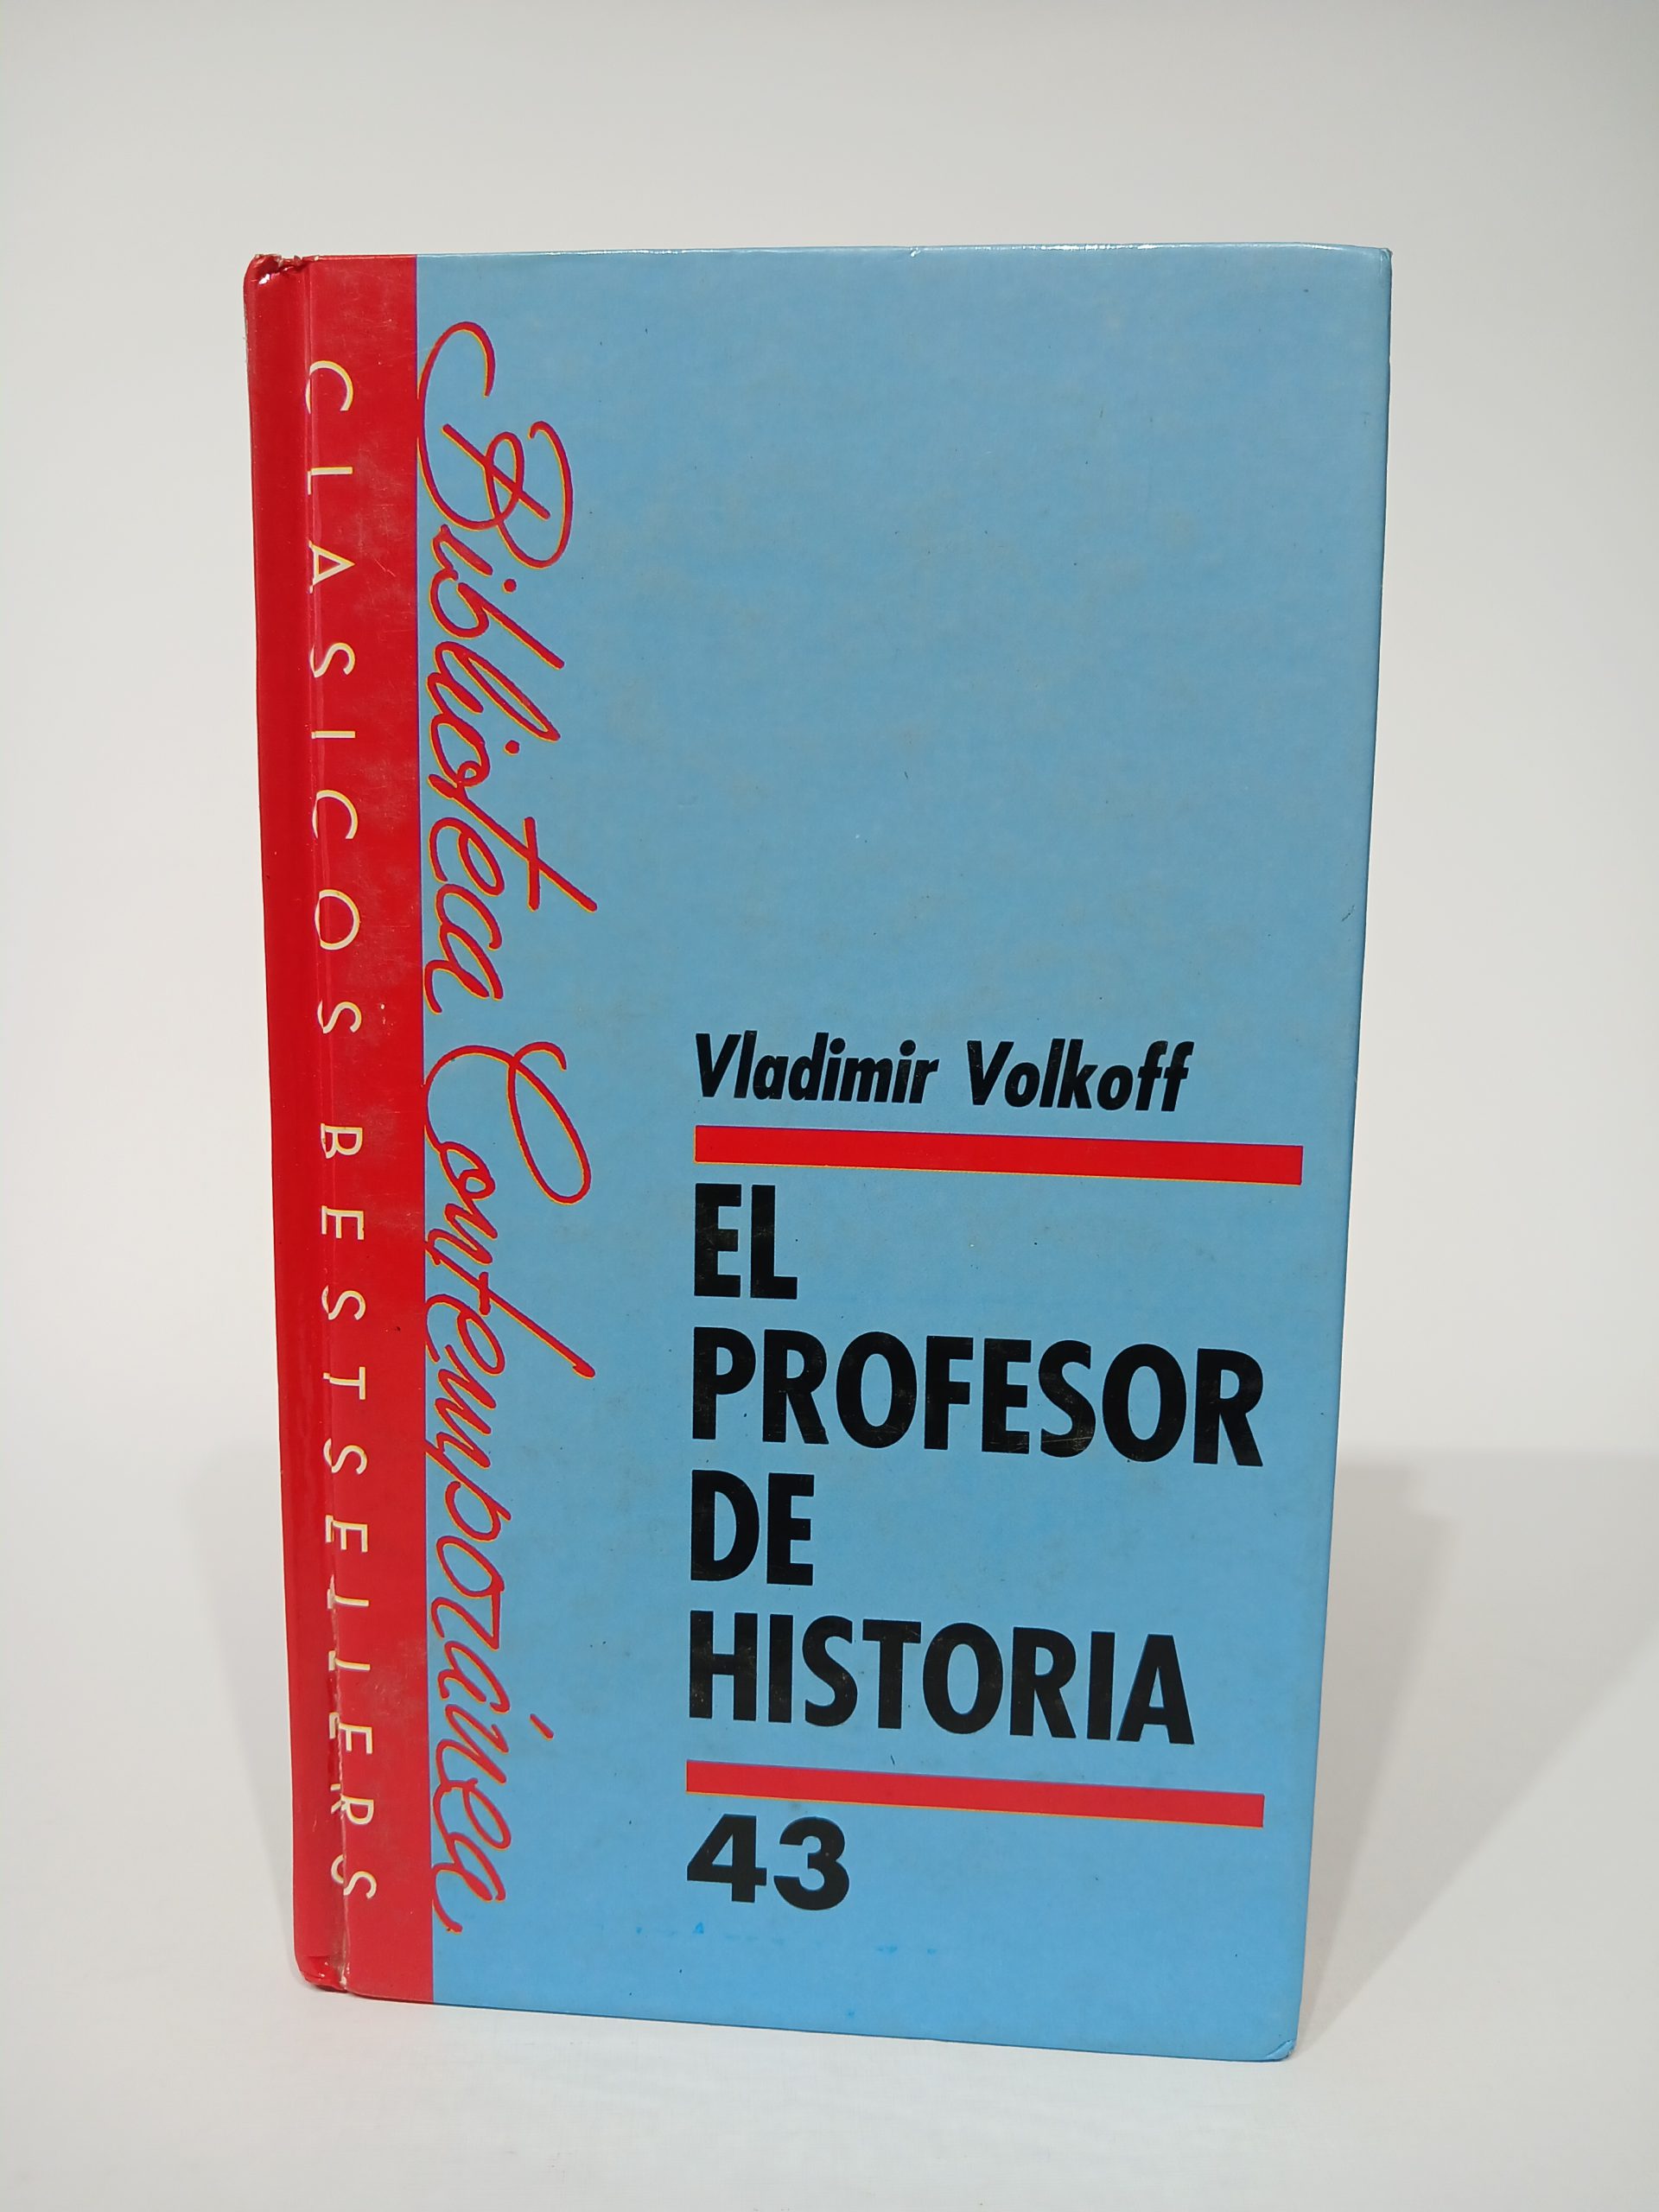 CLASICOS BESTSELLERS
Biblioteca Contemporánea
Vladimir Volkoff
EL
PROFESOR
DE
HISTORIA
43